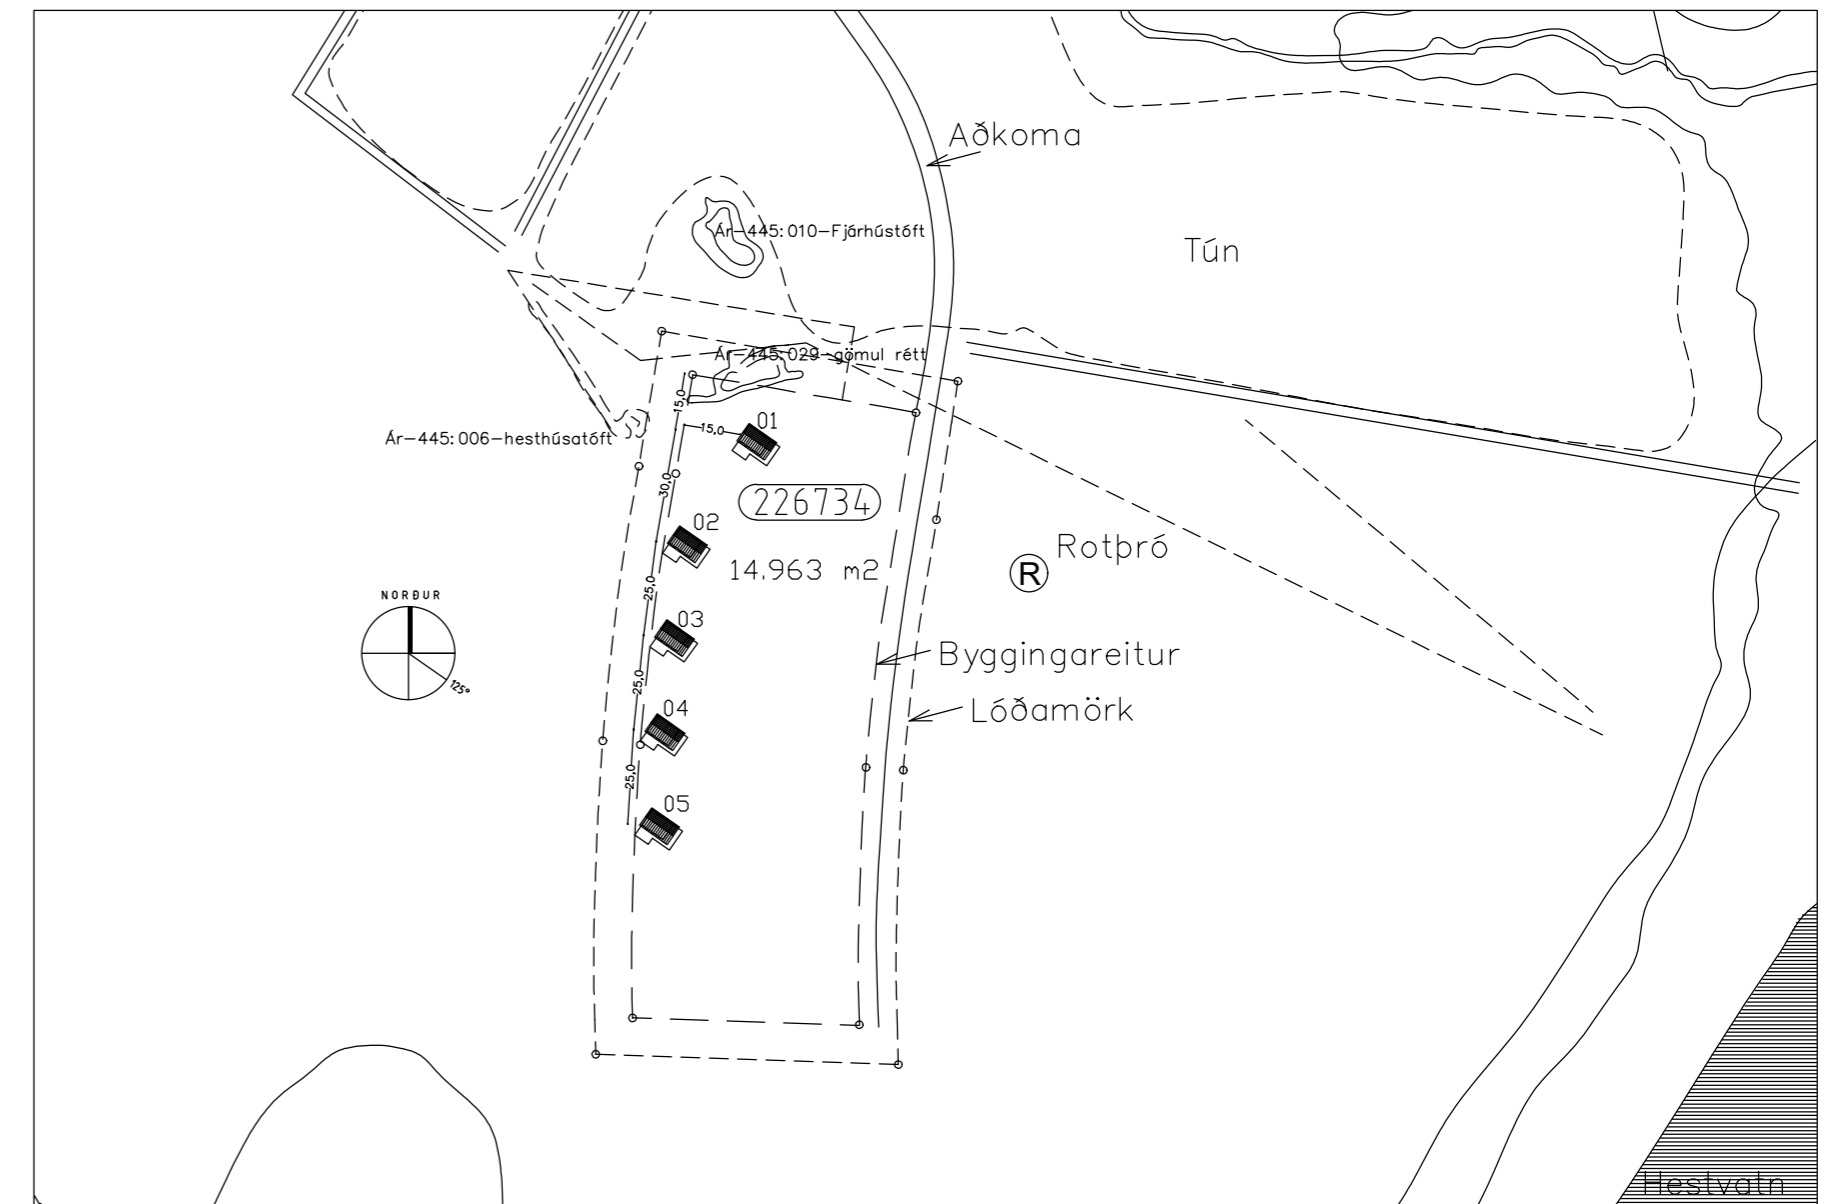 Aðkoma
Ár-445:010-Fjárhústóft
Tún
Ár-445:029-gömul rétt
15,0
01
15,0
Ár-445:006-hesthúsatóft
30,0
226734
02
14.963 m2
Rotþró
R
25,0
NORÐUR
03
Byggingareitur
125°
25,0
04
Lóðamörk
25,0
05
Hestvatn